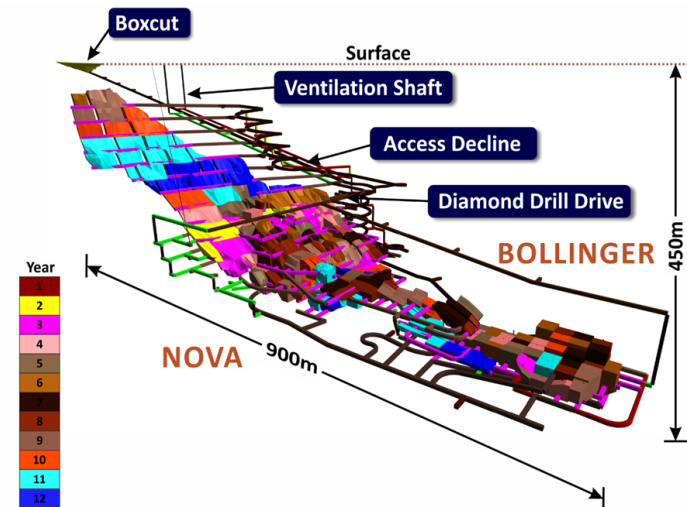 Boxcut
Surface
Ventilation Shaft
Access Decline
Diamond Drill Drive
BOLLINGER
450m
NOVA
900m
Year
1
2
3
4
5
6
7
8
9
10
11
12